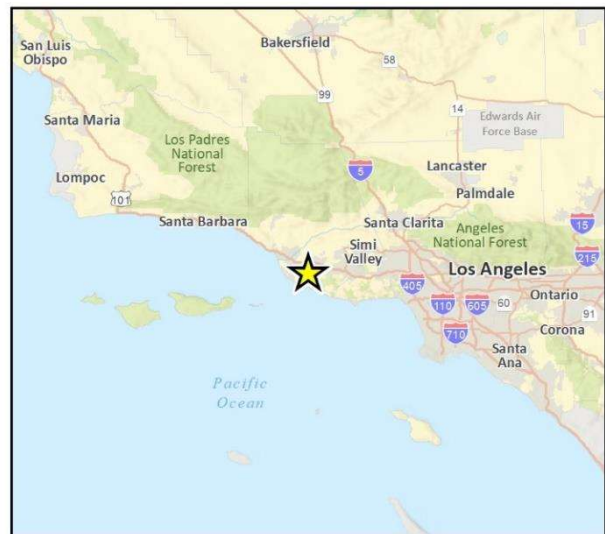 San Luis
Obispo
Bakersfield
58
99
14
Santa Maria
Edwards Air
Force Base
Los Padres
National
Forest
5
Lancaster
Lompoc
101
Palmdale
Santa Barbara
Santa Clarita
15
Simi
Valley
Angeles
National Forest
215
Los Angeles
405
Ontario
110
605
60
91
Corona
710
Santa
Ana
Pacific
Ocean